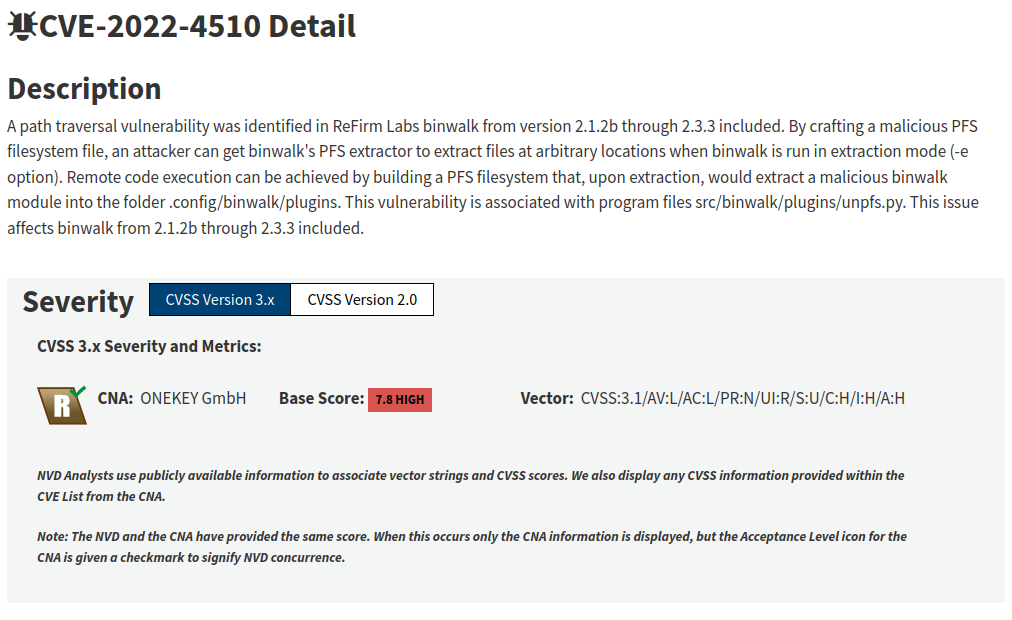 CVE-2022-4510 Detail
Description
A path traversal vulnerability was identified in ReFirm Labs binwalk from version 2.1.2b through 2.3.3 included. By crafting a malicious PFS
filesystem file, an attacker can get binwalk's PFS extractor to extract files at arbitrary locations when binwalk is run in extraction mode (-e
option). Remote code execution can be achieved by building a PFS filesystem that, upon extraction, would extract a malicious binwalk
module into the folder .config/binwalk/plugins. This vulnerability is associated with program files src/binwalk/plugins/unpfs.py. This issue
affects binwalk from 2.1.2b through 2.3.3 included.
Severity CVSS Version 3.x CVSS Version 2.0
CVSS 3.x Severity and Metrics:
R CNA: ONEKEY GmbH Base Score: 7.8 HIGH Vector: CVSS:3.1/AV:L/AC:L/PR:N/UI:R/S:U/C:H/I:H/A:H
NVD Analysts use publicly available information to associate vector strings and CVSS scores. We also display any CVSS information provided within the
CVE List from the CNA.
Note: The NVD and the CNA have provided the same score. When this occurs only the CNA information is displayed, but the Acceptance Level icon for the
CNA is given a checkmark to signify NVD concurrence.